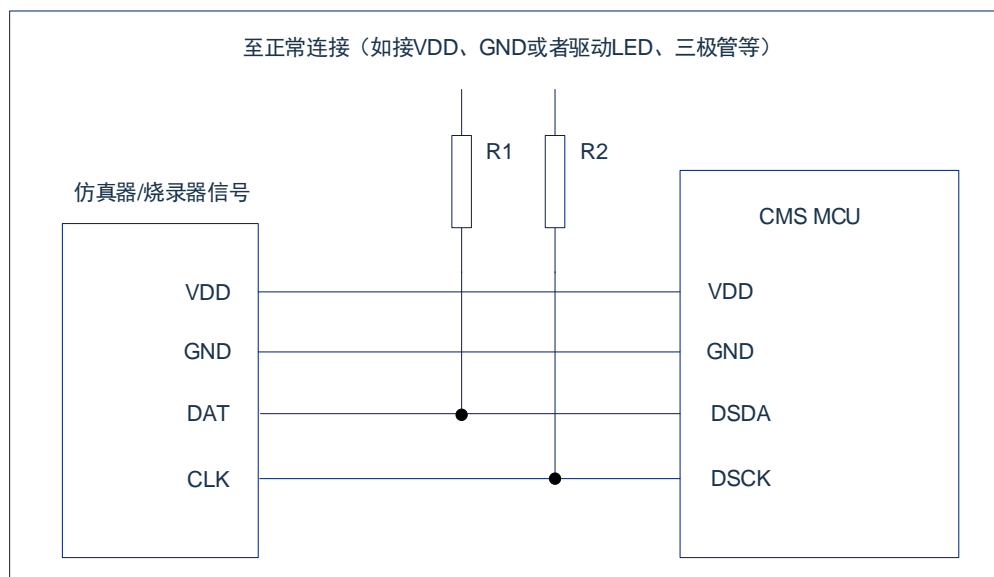 至正常连接（如接VDD、GND或者驱动LED、三极管等）
R1
R2
仿真器/烧录器信号
CMS MCU
VDD
VDD
GND
GND
DAT
DSDA
CLK
DSCK